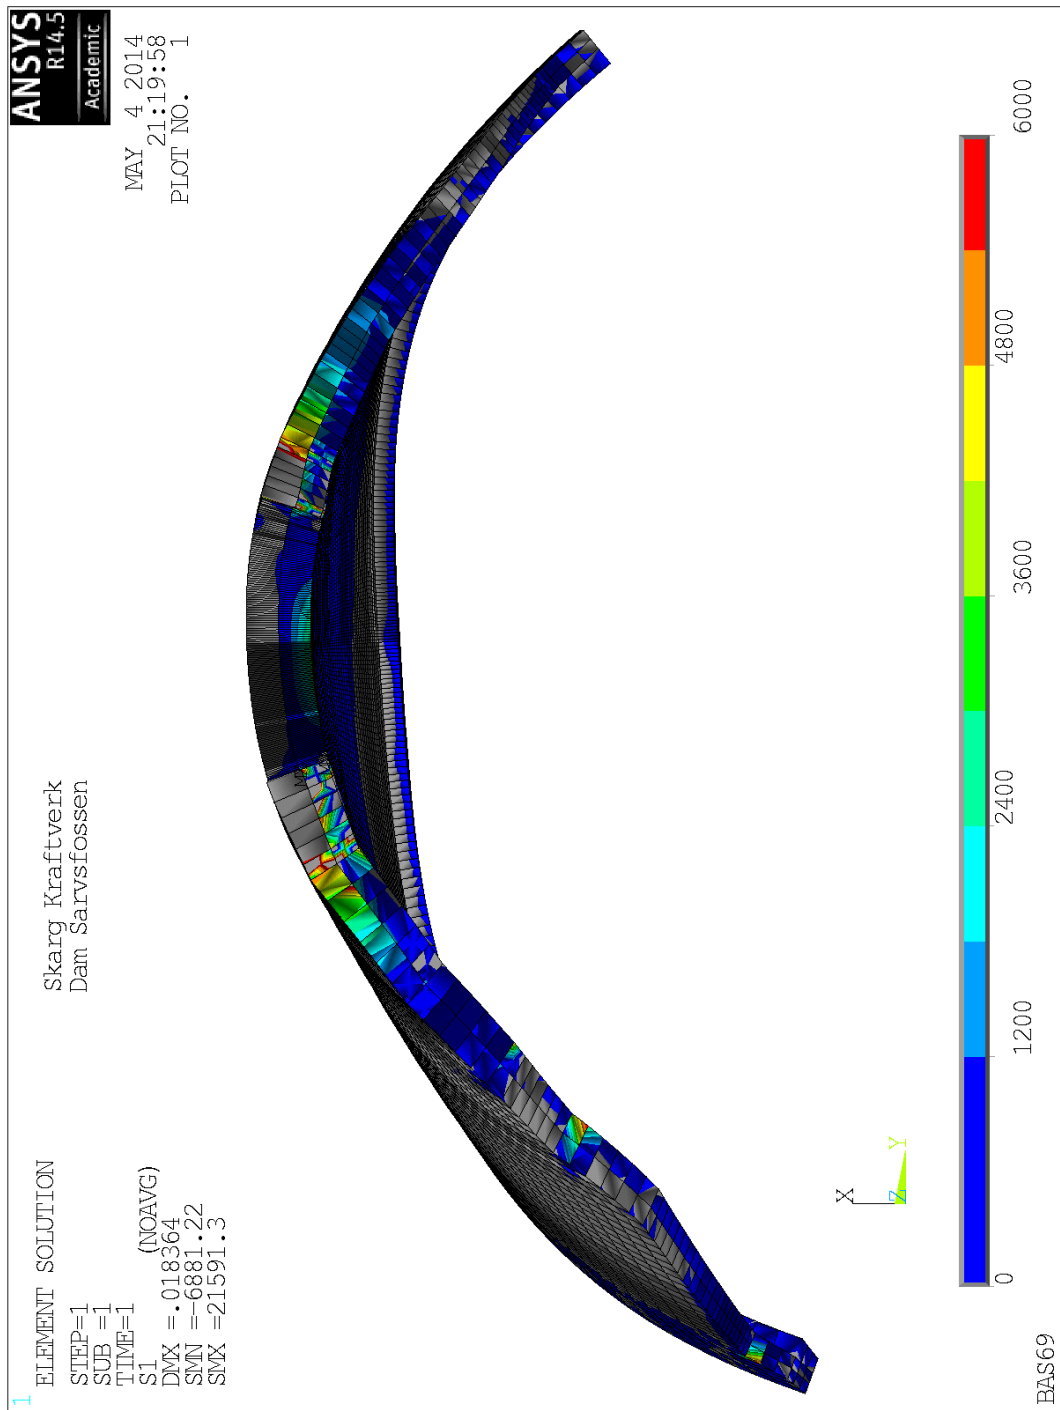 1
ELEMENT SOLUTION
STEP=1
SUB =1
TIME=1
S1 (NOAVG)
DMX =.018364
SMN =-6881.22
SMX =21591.3
Skarg Kraftverk
Dam Sarvsfossen
ANSYS
R14.5
Academic
MAY 4 2014
21:19:58
PLOT NO. 1
X
Y
Z
0
1200
2400
3600
4800
6000
BAS69